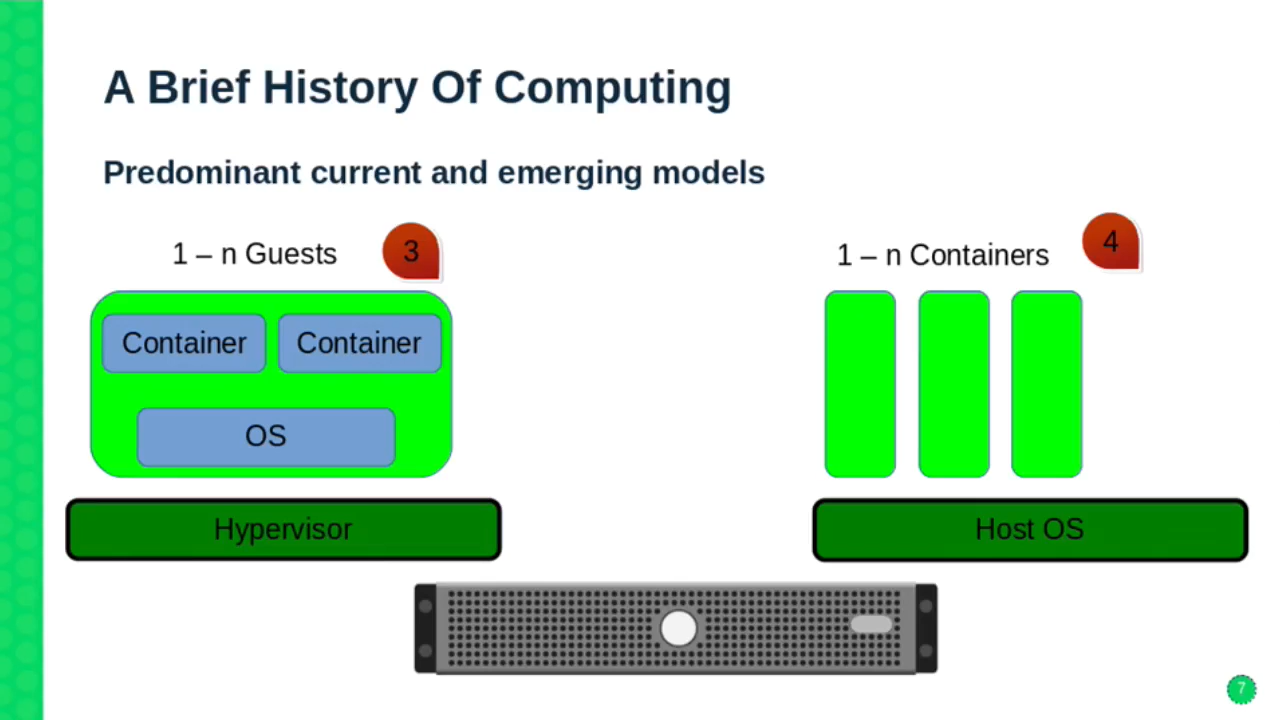 A Brief History Of Computing
Predominant current and emerging models
1 – n Guests
3
Container
Container
OS
Hypervisor
1 – n Containers
4
Host OS
7